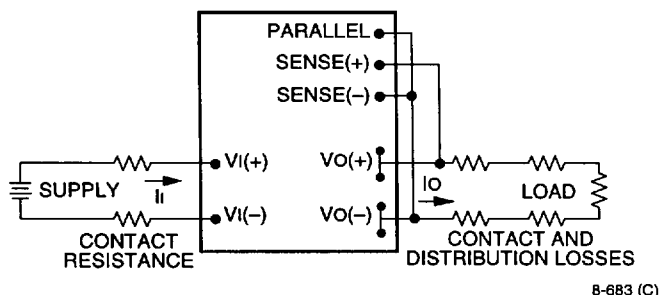 PARALLEL
SENSE(+)
SENSE(–)
VI(+)
VO(+)
SUPPLY
II
IO
LOAD
VI(–)
VO(–)
CONTACT
RESISTANCE
CONTACT AND
DISTRIBUTION LOSSES
8-683 (C)